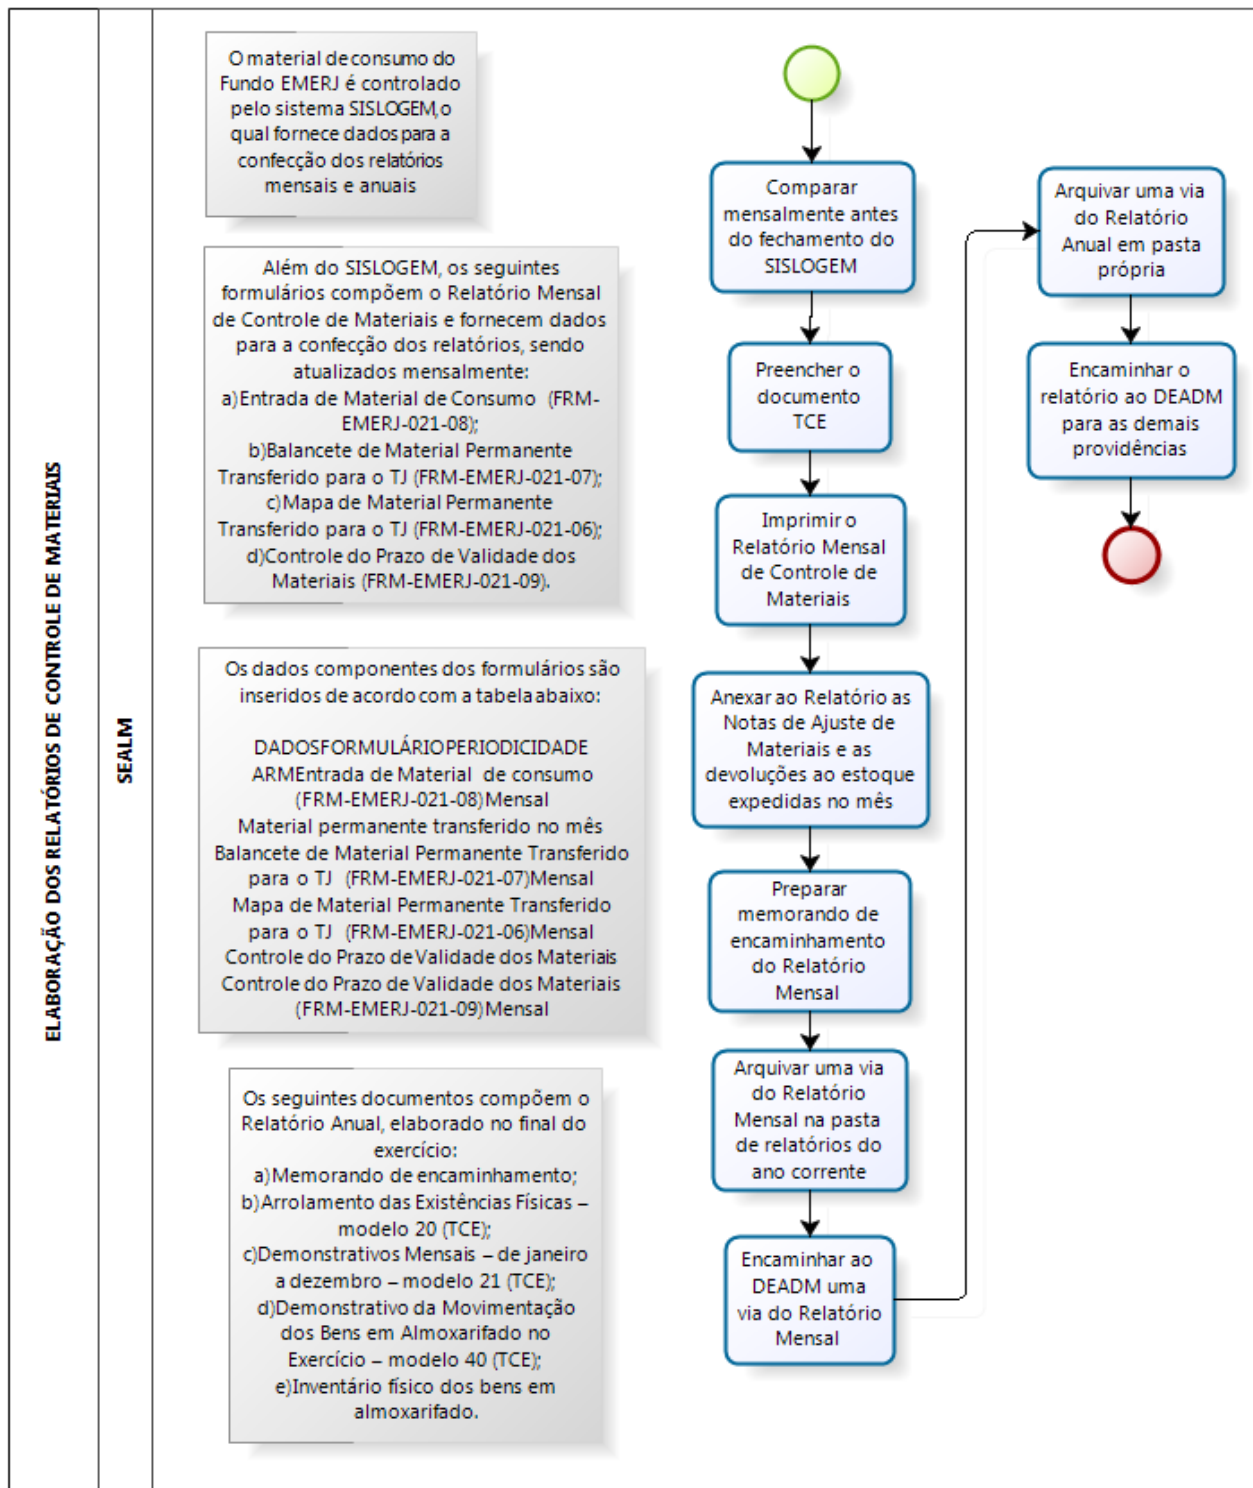 ELABORAÇÃO DOS RELATÓRIOS DE CONTROLE DE MATERIAIS
SEALM
O material de consumo do
Fundo EMERJ é controlado
pelo sistema SISLOGEM, o
qual fornece dados para a
confecção dos relatórios
mensais e anuais
Além do SISLOGEM, os seguintes
formulários compõem o Relatório Mensal
de Controle de Materiais e fornecem dados
para a confecção dos relatórios, sendo
atualizados mensalmente:
a)Entrada de Material de Consumo (FRM-
EMERJ-021-08);
b)Balancete de Material Permanente
Transferido para o TJ (FRM-EMERJ-021-07);
c)Mapa de Material Permanente
Transferido para o TJ (FRM-EMERJ-021-06);
d)Controle do Prazo de Validade dos
Materiais (FRM-EMERJ-021-09).
Os dados componentes dos formulários são
inseridos de acordo com a tabela abaixo:
DADOSFORMULÁRIOPERIODICIDADE
ARMEntrada de Material de consumo
(FRM-EMERJ-021-08)Mensal
Material permanente transferido no mês
Balancete de Material Permanente Transferido
para o TJ (FRM-EMERJ-021-07)Mensal
Mapa de Material Permanente Transferido
para o TJ (FRM-EMERJ-021-06)Mensal
Controle do Prazo de Validade dos Materiais
Controle do Prazo de Validade dos Materiais
(FRM-EMERJ-021-09)Mensal
Os seguintes documentos compõem o
Relatório Anual, elaborado no final do
exercício:
a)Memorando de encaminhamento;
b)Arrolamento das Existências Físicas –
modelo 20 (TCE);
c)Demonstrativos Mensais – de janeiro
a dezembro – modelo 21 (TCE);
d)Demonstrativo da Movimentação
dos Bens em Almoxarifado no
Exercício – modelo 40 (TCE);
e)Inventário físico dos bens em
almoxarifado.
Comparar
mensalmente antes
do fechamento do
SISLOGEM
Preencher o
documento
TCE
Imprimir o
Relatório Mensal
de Controle de
Materiais
Anexar ao Relatório as
Notas de Ajuste de
Materiais e as
devoluções ao estoque
expedidas no mês
Preparar
memorando de
encaminhamento
do Relatório
Mensal
Arquivar uma via
do Relatório
Mensal na pasta
de relatórios do
ano corrente
Encaminhar ao
DEADM uma
via do Relatório
Mensal
Arquivar uma via
do Relatório
Anual em pasta
própria
Encaminhar o
relatório ao DEADM
para as demais
providências